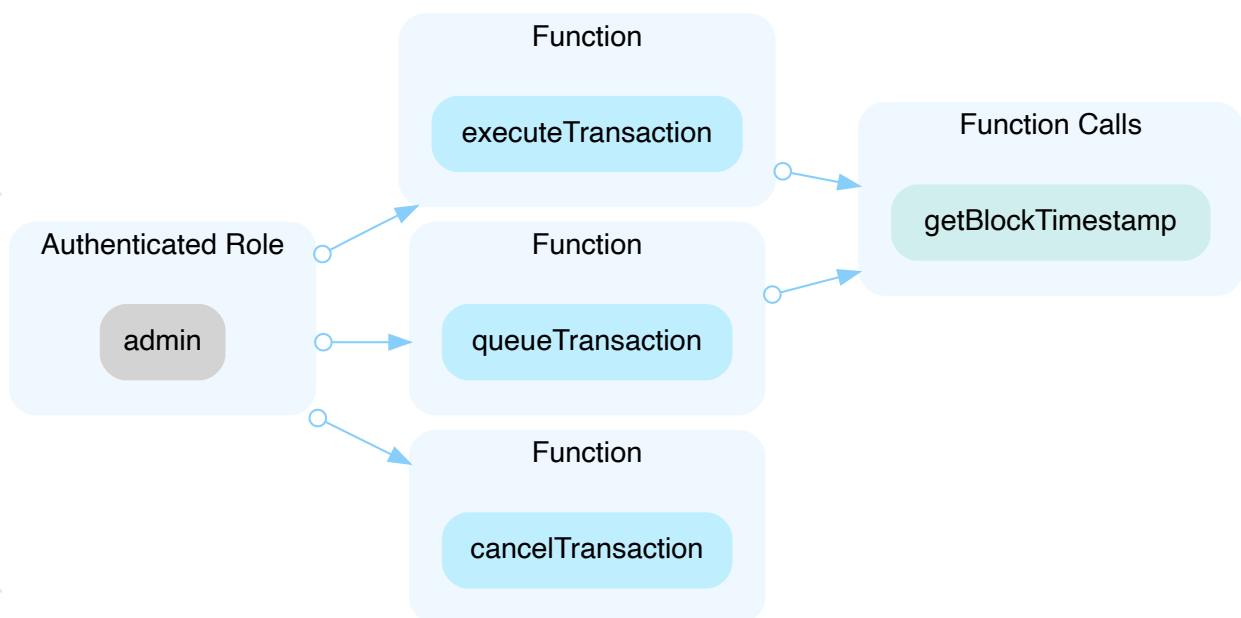 Authenticated Role
admin
Function
executeTransaction
Function
queueTransaction
Function
cancelTransaction
Function Calls
getBlockTimestamp